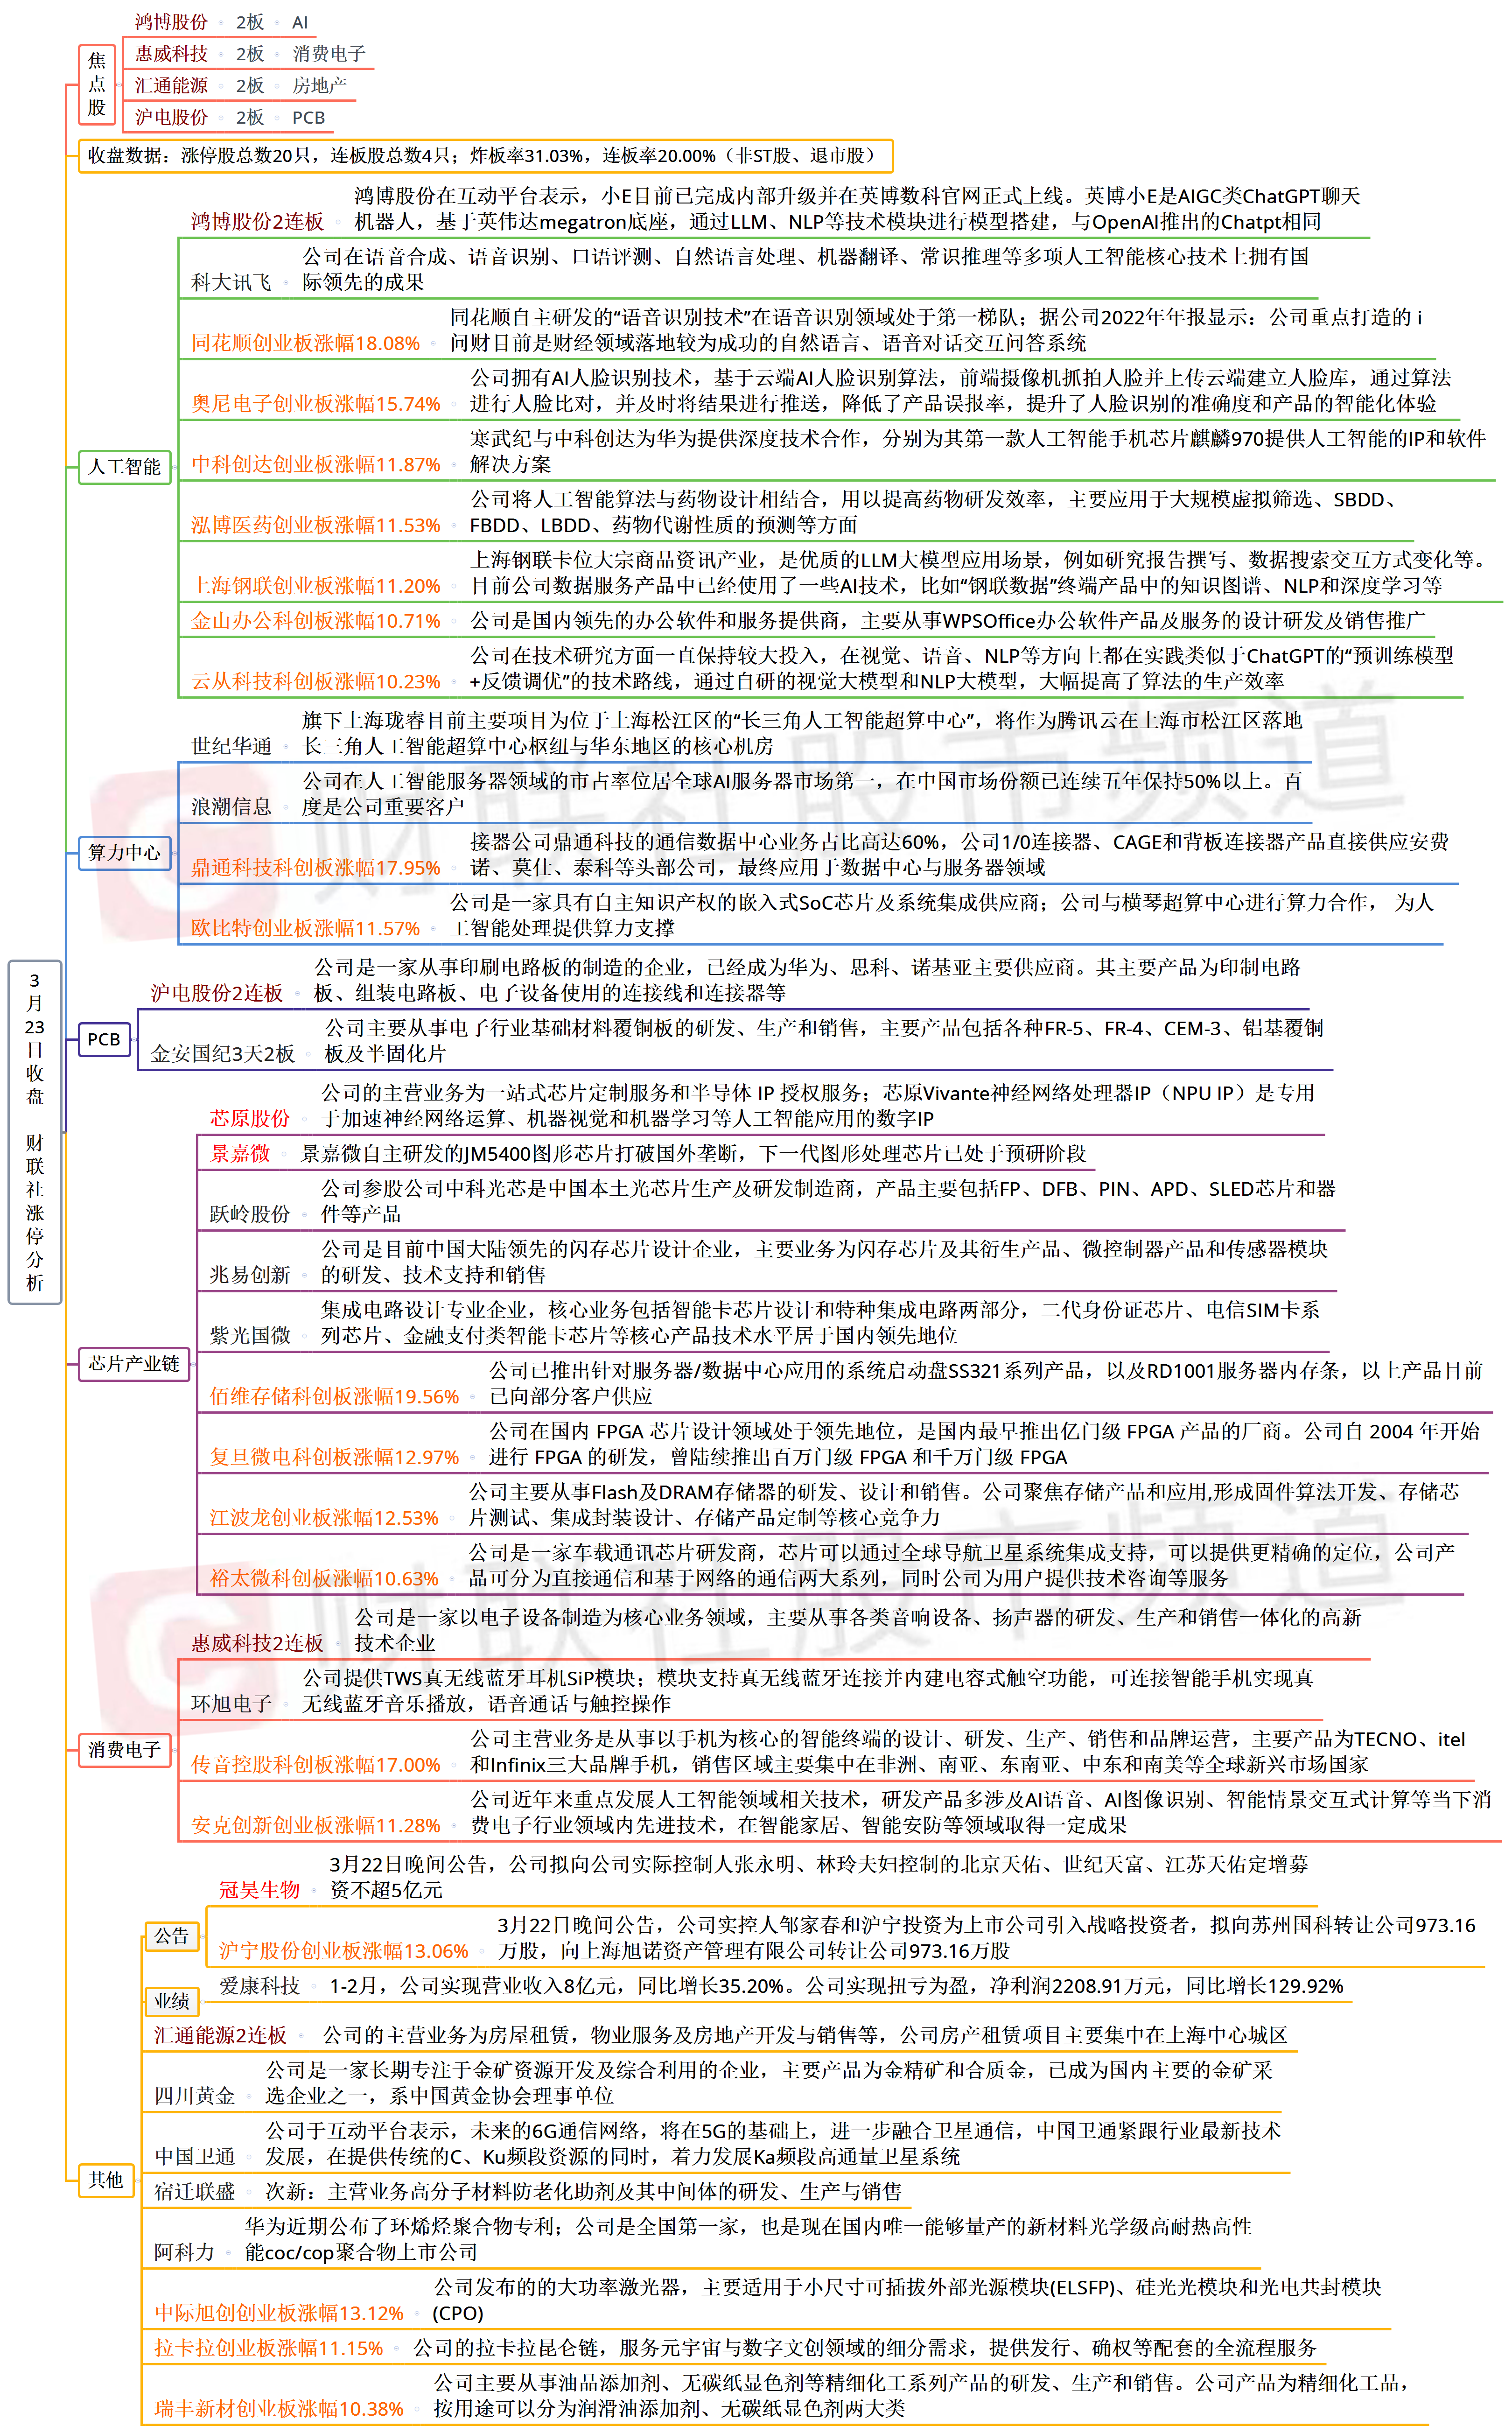 3月23日收盘 财联社涨停分析
焦点股
鸿博股份 2板 AI
惠威科技 2板 消费电子
汇通能源 2板 房地产
沪电股份 2板 PCB
收盘数据：涨停股总数20只，连板股总数4只；炸板率31.03%，连板率20.00%（非ST股、退市股）
人工智能
鸿博股份2连板
鸿博股份在互动平台表示，小E目前已完成内部升级并在英博数科官网正式上线。英博小E是AIGC类ChatGPT聊天
机器人，基于英伟达megatron底座，通过LLM、NLP等技术模块进行模型搭建，与OpenAI推出的Chatpt相同
科大讯飞
公司在语音合成、语音识别、口语评测、自然语言处理、机器翻译、常识推理等多项人工智能核心技术上拥有国
际领先的成果
同花顺创业板涨幅18.08%
同花顺自主研发的“语音识别技术”在语音识别领域处于第一梯队；据公司2022年年报显示：公司重点打造的 i
问财目前是财经领域落地较为成功的自然语言、语音对话交互问答系统
奥尼电子创业板涨幅15.74%
公司拥有AI人脸识别技术，基于云端AI人脸识别算法，前端摄像机抓拍人脸并上传云端建立人脸库，通过算法
进行人脸比对，并及时将结果进行推送，降低了产品误报率，提升了人脸识别的准确度和产品的智能化体验
中科创达创业板涨幅11.87%
寒武纪与中科创达为华为提供深度技术合作，分别为其第一款人工智能手机芯片麒麟970提供人工智能的IP和软件
解决方案
泓博医药创业板涨幅11.53%
公司将人工智能算法与药物设计相结合，用以提高药物研发效率，主要应用于大规模虚拟筛选、SBDD、
FBDD、LBDD、药物代谢性质的预测等方面
上海钢联创业板涨幅11.20%
上海钢联卡位大宗商品资讯产业，是优质的LLM大模型应用场景，例如研究报告撰写、数据搜索交互方式变化等。
目前公司数据服务产品中已经使用了一些AI技术，比如“钢联数据”终端产品中的知识图谱、NLP和深度学习等
金山办公科创板涨幅10.71%
公司是国内领先的办公软件和服务提供商，主要从事WPSOffice办公软件产品及服务的设计研发及销售推广
云从科技科创板涨幅10.23%
公司在技术研究方面一直保持较大投入，在视觉、语音、NLP等方向上都在实践类似于ChatGPT的“预训练模型
+反馈调优”的技术路线，通过自研的视觉大模型和NLP大模型，大幅提高了算法的生产效率
算力中心
世纪华通
旗下上海珑睿目前主要项目为位于上海松江区的“长三角人工智能超算中心”，将作为腾讯云在上海市松江区落地
长三角人工智能超算中心枢纽与华东地区的核心机房
浪潮信息
公司在人工智能服务器领域的市占率位居全球AI服务器市场第一，在中国市场份额已连续五年保持50%以上。百
度是公司重要客户
鼎通科技科创板涨幅17.95%
接器公司鼎通科技的通信数据中心业务占比高达60%，公司1/0连接器、CAGE和背板连接器产品直接供应安费
诺、莫仕、泰科等头部公司，最终应用于数据中心与服务器领域
欧比特创业板涨幅11.57%
公司是一家具有自主知识产权的嵌入式SoC芯片及系统集成供应商；公司与横琴超算中心进行算力合作， 为人
工智能处理提供算力支撑
PCB
沪电股份2连板
公司是一家从事印刷电路板的制造的企业，已经成为华为、思科、诺基亚主要供应商。其主要产品为印制电路
板、组装电路板、电子设备使用的连接线和连接器等
金安国纪3天2板
公司主要从事电子行业基础材料覆铜板的研发、生产和销售，主要产品包括各种FR-5、FR-4、CEM-3、铝基覆铜
板及半固化片
芯片产业链
芯原股份
公司的主营业务为一站式芯片定制服务和半导体 IP 授权服务；芯原Vivante神经网络处理器IP（NPU IP）是专用
于加速神经网络运算、机器视觉和机器学习等人工智能应用的数字IP
景嘉微
景嘉微自主研发的JM5400图形芯片打破国外垄断，下一代图形处理芯片已处于预研阶段
跃岭股份
公司参股公司中科光芯是中国本土光芯片生产及研发制造商，产品主要包括FP、DFB、PIN、APD、SLED芯片和器
件等产品
兆易创新
公司是目前中国大陆领先的闪存芯片设计企业，主要业务为闪存芯片及其衍生产品、微控制器产品和传感器模块
的研发、技术支持和销售
紫光国微
集成电路设计专业企业，核心业务包括智能卡芯片设计和特种集成电路两部分，二代身份证芯片、电信SIM卡系
列芯片、金融支付类智能卡芯片等核心产品技术水平居于国内领先地位
佰维存储科创板涨幅19.56%
公司已推出针对服务器/数据中心应用的系统启动盘SS321系列产品，以及RD1001服务器内存条，以上产品目前
已向部分客户供应
复旦微电科创板涨幅12.97%
公司在国内 FPGA 芯片设计领域处于领先地位，是国内最早推出亿门级 FPGA 产品的厂商。公司自 2004 年开始
进行 FPGA 的研发，曾陆续推出百万门级 FPGA 和千万门级 FPGA
江波龙创业板涨幅12.53%
公司主要从事Flash及DRAM存储器的研发、设计和销售。公司聚焦存储产品和应用,形成固件算法开发、存储芯
片测试、集成封装设计、存储产品定制等核心竞争力
裕太微科创板涨幅10.63%
公司是一家车载通讯芯片研发商，芯片可以通过全球导航卫星系统集成支持，可以提供更精确的定位，公司产
品可分为直接通信和基于网络的通信两大系列，同时公司为用户提供技术咨询等服务
消费电子
惠威科技2连板
公司是一家以电子设备制造为核心业务领域，主要从事各类音响设备、扬声器的研发、生产和销售一体化的高新
技术企业
环旭电子
公司提供TWS真无线蓝牙耳机SiP模块；模块支持真无线蓝牙连接并内建电容式触空功能，可连接智能手机实现真
无线蓝牙音乐播放，语音通话与触控操作
传音控股科创板涨幅17.00%
公司主营业务是从事以手机为核心的智能终端的设计、研发、生产、销售和品牌运营，主要产品为TECNO、itel
和Infinix三大品牌手机，销售区域主要集中在非洲、南亚、东南亚、中东和南美等全球新兴市场国家
安克创新创业板涨幅11.28%
公司近年来重点发展人工智能领域相关技术，研发产品多涉及AI语音、AI图像识别、智能情景交互式计算等当下消
费电子行业领域内先进技术，在智能家居、智能安防等领域取得一定成果
其他
公告
冠昊生物
3月22日晚间公告，公司拟向公司实际控制人张永明、林玲夫妇控制的北京天佑、世纪天富、江苏天佑定增募
资不超5亿元
沪宁股份创业板涨幅13.06%
3月22日晚间公告，公司实控人邹家春和沪宁投资为上市公司引入战略投资者，拟向苏州国科转让公司973.16
万股，向上海旭诺资产管理有限公司转让公司973.16万股
业绩
爱康科技
1-2月，公司实现营业收入8亿元，同比增长35.20%。公司实现扭亏为盈，净利润2208.91万元，同比增长129.92%
汇通能源2连板
公司的主营业务为房屋租赁，物业服务及房地产开发与销售等，公司房产租赁项目主要集中在上海中心城区
四川黄金
公司是一家长期专注于金矿资源开发及综合利用的企业，主要产品为金精矿和合质金，已成为国内主要的金矿采
选企业之一，系中国黄金协会理事单位
中国卫通
公司于互动平台表示，未来的6G通信网络，将在5G的基础上，进一步融合卫星通信，中国卫通紧跟行业最新技术
发展，在提供传统的C、Ku频段资源的同时，着力发展Ka频段高通量卫星系统
宿迁联盛
次新：主营业务高分子材料防老化助剂及其中间体的研发、生产与销售
阿科力
华为近期公布了环烯烃聚合物专利；公司是全国第一家，也是现在国内唯一能够量产的新材料光学级高耐热高性
能coc/cop聚合物上市公司
中际旭创创业板涨幅13.12%
公司发布的的大功率激光器，主要适用于小尺寸可插拔外部光源模块(ELSFP)、硅光光模块和光电共封模块
(CPO)
拉卡拉创业板涨幅11.15%
公司的拉卡拉昆仑链，服务元宇宙与数字文创领域的细分需求，提供发行、确权等配套的全流程服务
瑞丰新材创业板涨幅10.38%
公司主要从事油品添加剂、无碳纸显色剂等精细化工系列产品的研发、生产和销售。公司产品为精细化工品，
按用途可以分为润滑油添加剂、无碳纸显色剂两大类
财联社股市频道
财联社股市频道